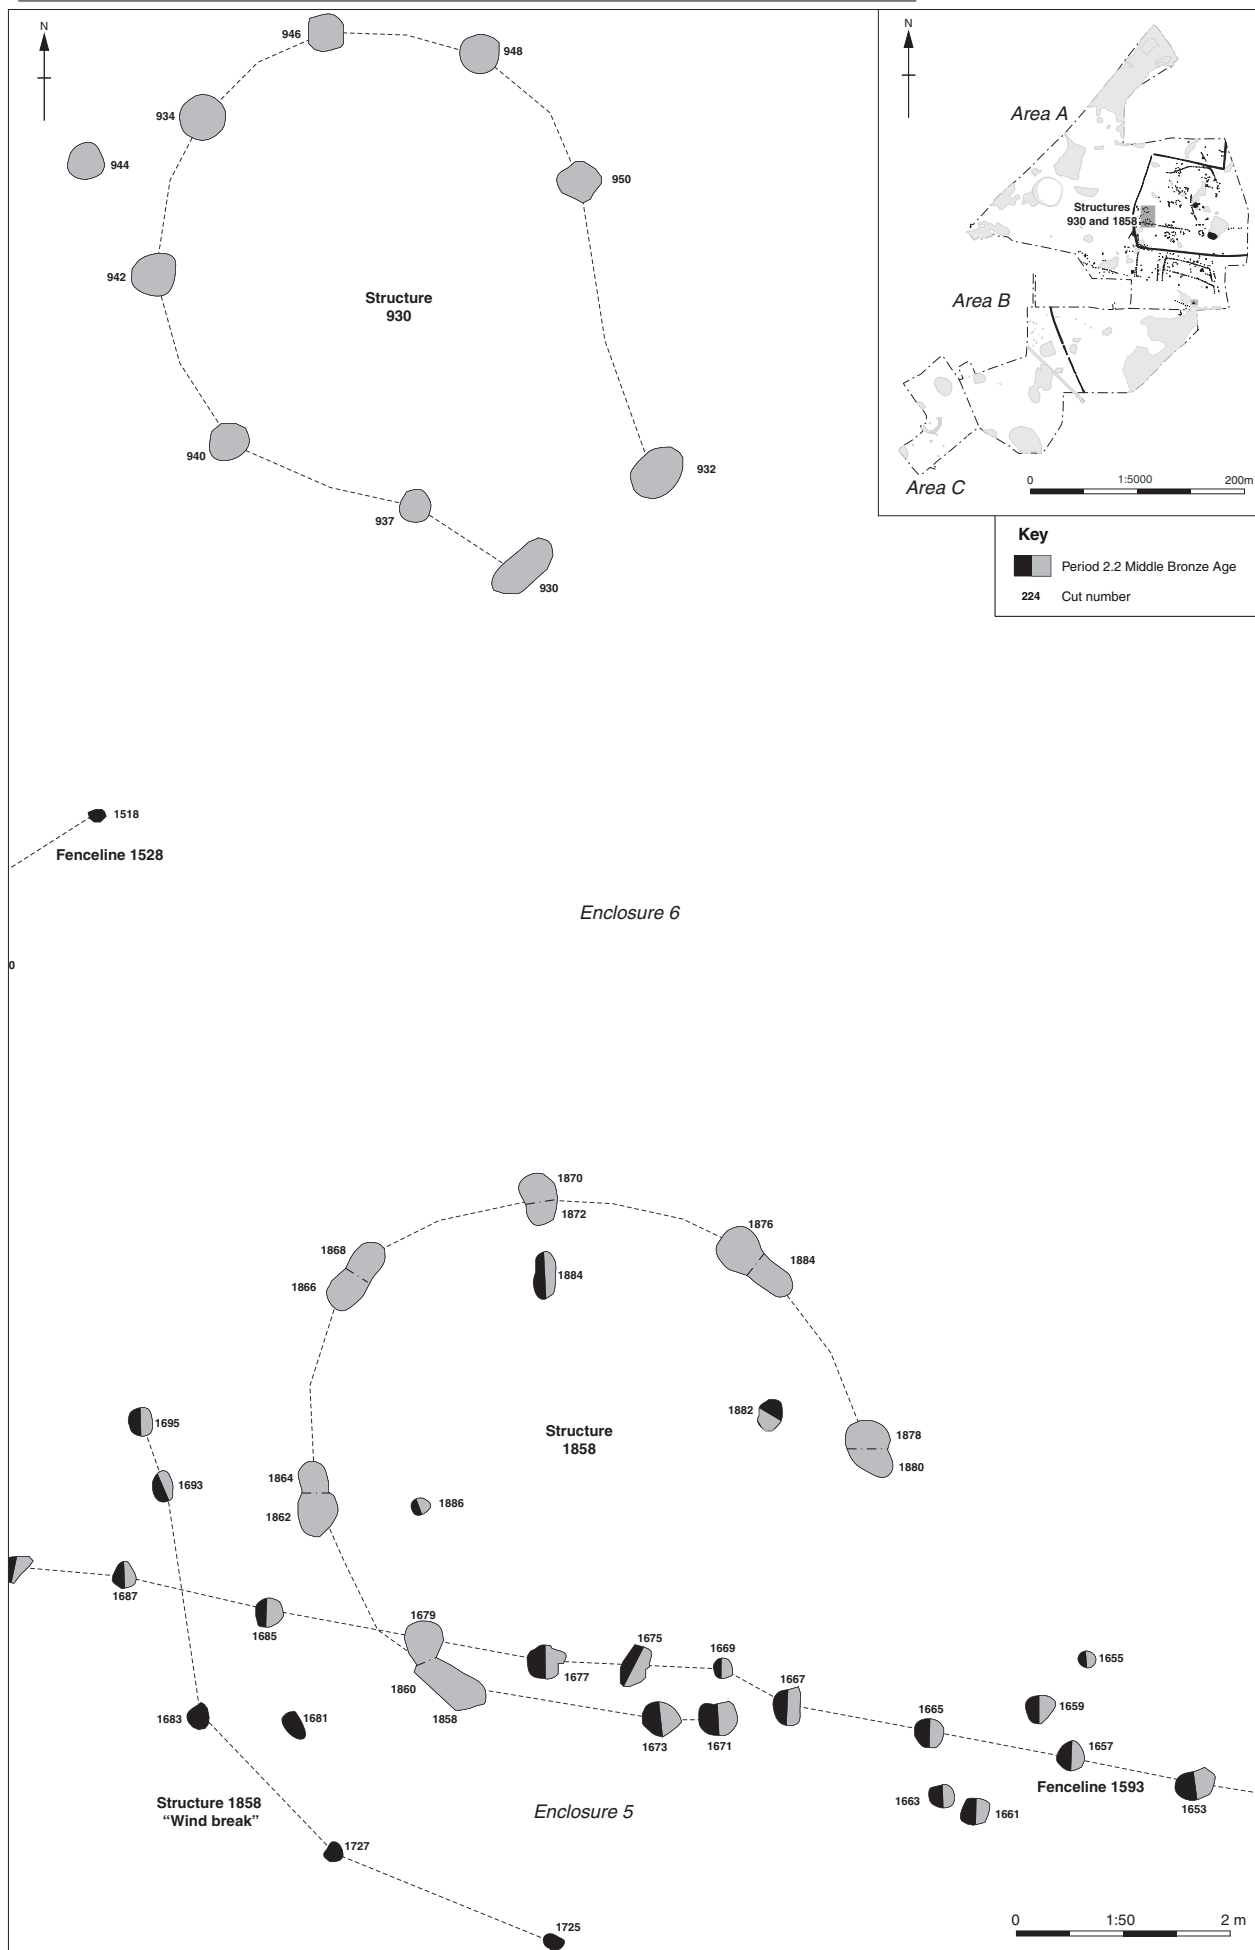 N
946
948
934
944
950
942
Structure
930
940
932
937
930
N
Area A
Structures
930 and 1858
Area B
Area C
0
1:5000
200m
Key
Period 2.2 Middle Bronze Age
224
Cut number
1518
Fenceline 1528
Enclosure 6
0
1870
1872
1868
1866
1876
1884
1884
1882
Structure
1858
1878
1880
1695
1693
1864
1862
1886
1687
1685
1679
1677
1675
1669
1667
1655
1659
1665
1657
1860
1858
1673
1671
1683
1681
Fenceline 1593
1653
1663
1661
Structure 1858
“Wind break”
Enclosure 5
1727
1725
0
1:50
2 m